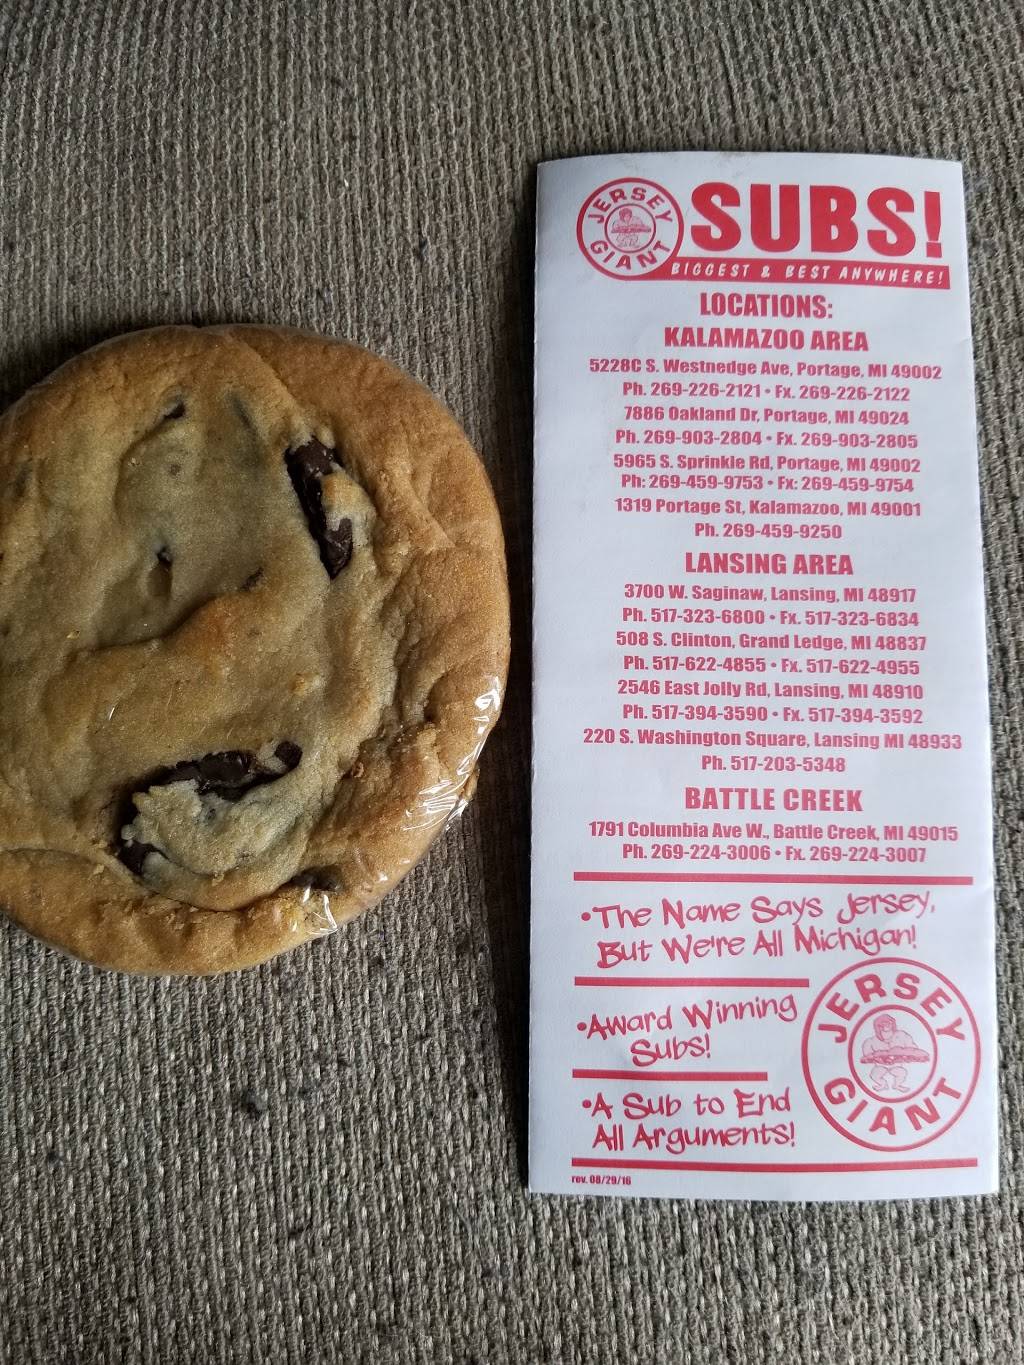 JERSEY GIANT
SUBS!
BIGGEST & BEST ANYWHERE!
LOCATIONS:
KALAMAZOO AREA
5228C S. Westnedge Ave, Portage, MI 49002
Ph. 269-226-2121 • Fx. 269-226-2122
7886 Oakland Dr, Portage, MI 49024
Ph. 269-903-2804 • Fx. 269-903-2805
5965 S. Sprinkle Rd, Portage, MI 49002
Ph: 269-459-9753 • Fx: 269-459-9754
1319 Portage St, Kalamazoo, MI 49001
Ph. 269-459-9250
LANSING AREA
3700 W. Saginaw, Lansing, MI 48917
Ph. 517-323-6800 • Fx. 517-323-6834
508 S. Clinton, Grand Ledge, MI 48837
Ph. 517-622-4855 • Fx. 517-622-4955
2546 East Jolly Rd, Lansing, MI 48910
Ph. 517-394-3590 • Fx. 517-394-3592
220 S. Washington Square, Lansing MI 48933
Ph. 517-203-5348
BATTLE CREEK
1791 Columbia Ave W., Battle Creek, MI 49015
Ph. 269-224-3006 • Fx. 269-224-3007
•The Name Says Jersey,
But We're All Michigan!
•Award Winning
Subs!
•A Sub to End
All Arguments!
JERSEY GIANT
rev. 08/29/16